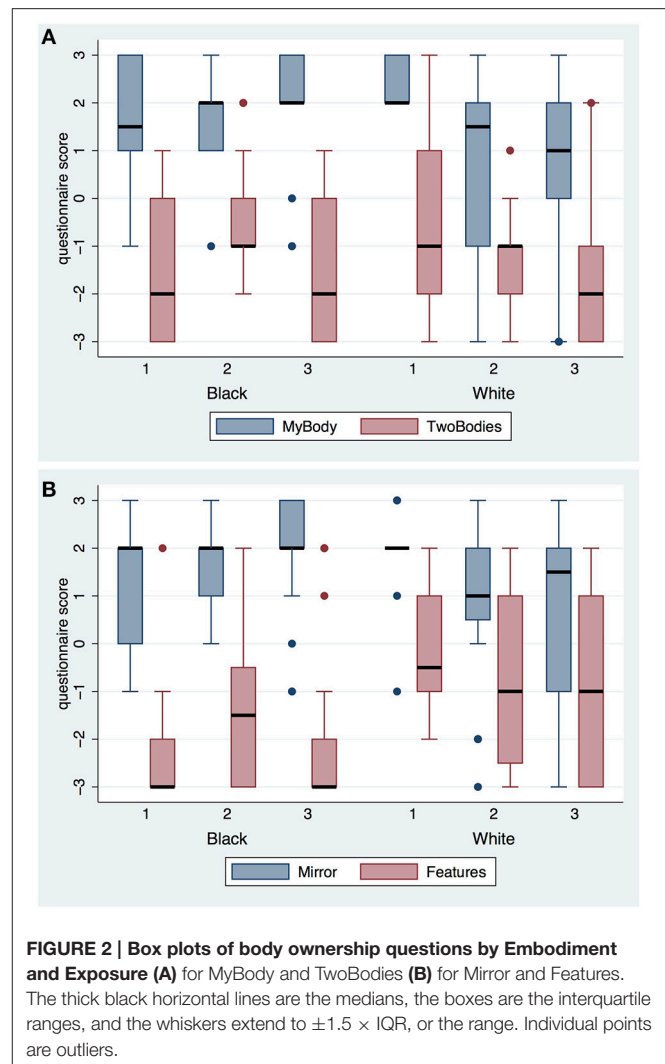 A
3
2
1
0
-1
-2
-3
questionnaire score
1 2 3 1 2 3
Black White
MyBody TwoBodies
B
3
2
1
0
-1
-2
-3
questionnaire score
1 2 3 1 2 3
Black White
Mirror Features
FIGURE 2 | Box plots of body ownership questions by Embodiment
and Exposure (A) for MyBody and TwoBodies (B) for Mirror and Features.
The thick black horizontal lines are the medians, the boxes are the interquartile
ranges, and the whiskers extend to ±1.5 × IQR, or the range. Individual points
are outliers.